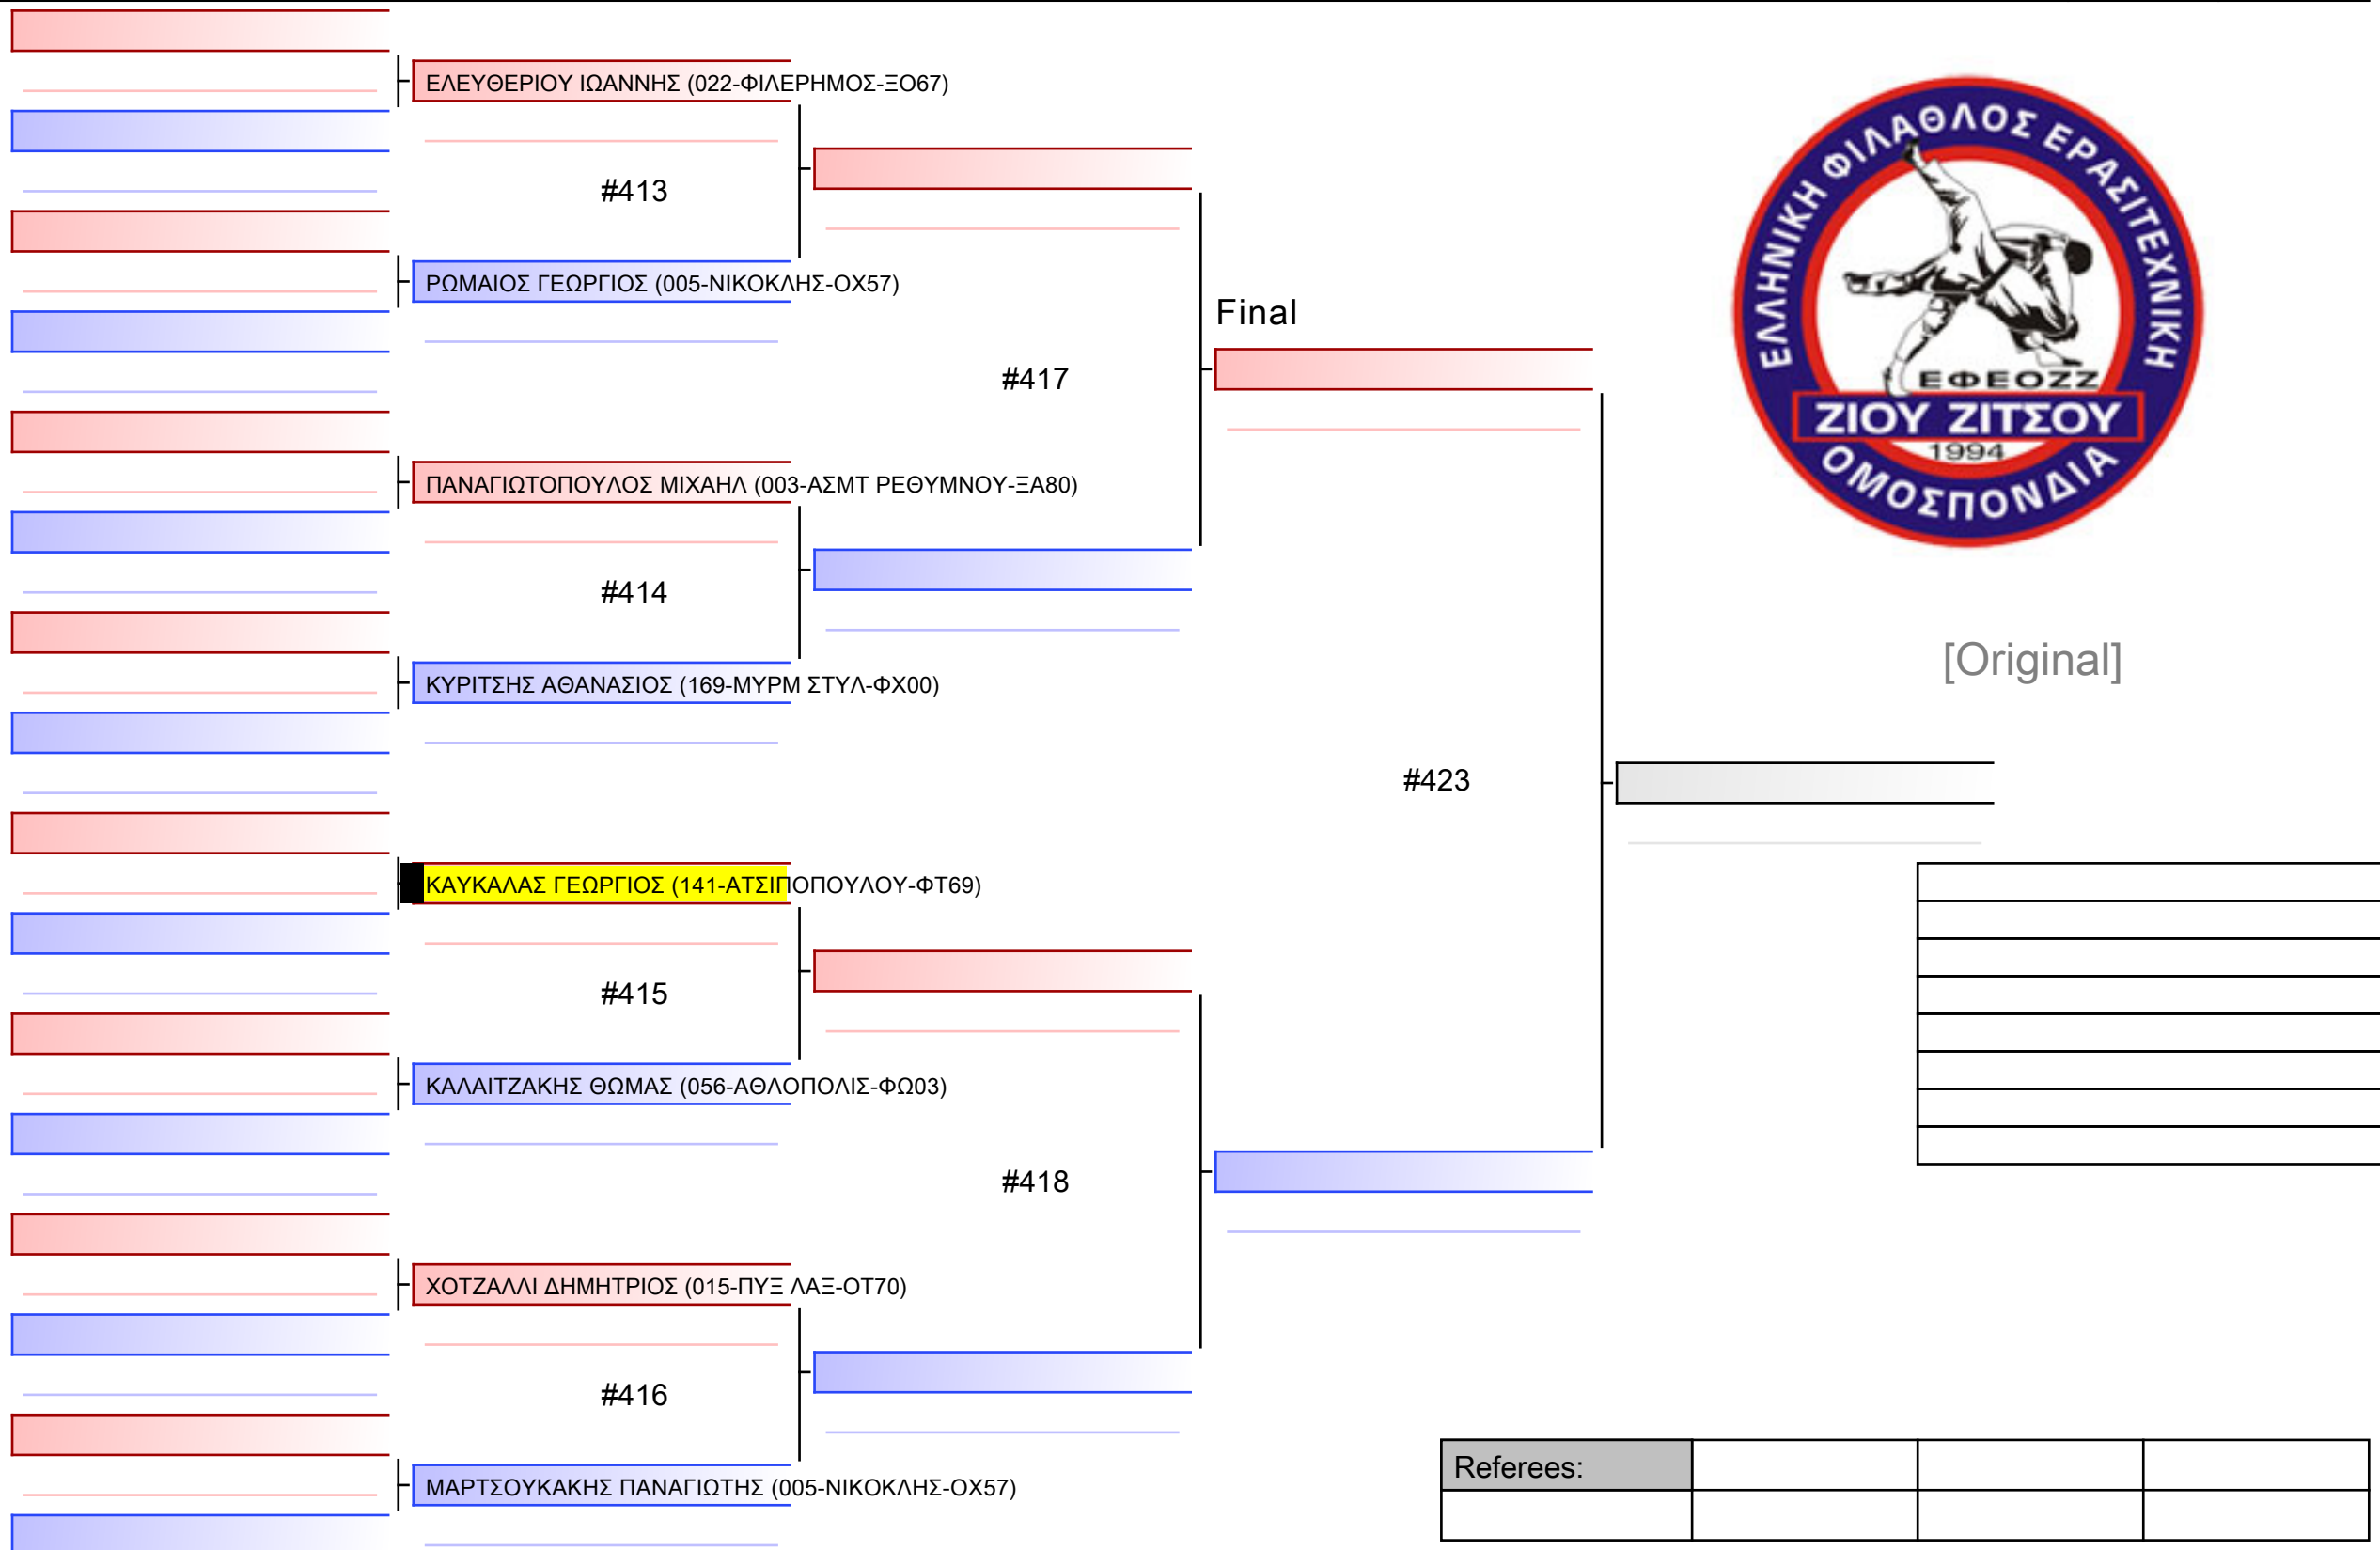 ΕΛΕΥΘΕΡΙΟΥ ΙΩΑΝΝΗΣ (022-ΦΙΛΕΡΗΜΟΣ-ΞΟ67)
#413
ΡΩΜΑΙΟΣ ΓΕΩΡΓΙΟΣ (005-ΝΙΚΟΚΛΗΣ-ΟΧ57)
Final
#417
ΠΑΝΑΓΙΩΤΟΠΟΥΛΟΣ ΜΙΧΑΗΛ (003-ΑΣΜΤ ΡΕΘΥΜΝΟΥ-ΞΑ80)
#414
ΚΥΡΙΤΣΗΣ ΑΘΑΝΑΣΙΟΣ (169-ΜΥΡΜ ΣΤΥΛ-ΦΧ00)
#423
ΚΑΥΚΑΛΑΣ ΓΕΩΡΓΙΟΣ (141-ΑΤΣΙΠΟΠΟΥΛΟΥ-ΦΤ69)
#415
ΚΑΛΑΙΤΖΑΚΗΣ ΘΩΜΑΣ (056-ΑΘΛΟΠΟΛΙΣ-ΦΩ03)
#418
ΧΟΤΖΑΛΛΙ ΔΗΜΗΤΡΙΟΣ (015-ΠΥΞ ΛΑΞ-ΟΤ70)
#416
ΜΑΡΤΣΟΥΚΑΚΗΣ ΠΑΝΑΓΙΩΤΗΣ (005-ΝΙΚΟΚΛΗΣ-ΟΧ57)
ΕΛΛΗΝΙΚΗ ΦΙΛΑΘΛΟΣ ΕΡΑΣΙΤΕΧΝΙΚΗ
ΕΦΕΟΖΖ
ΖΙΟΥ ΖΙΤΣΟΥ
1994
ΟΜΟΣΠΟΝΔΙΑ
[Original]
Referees: